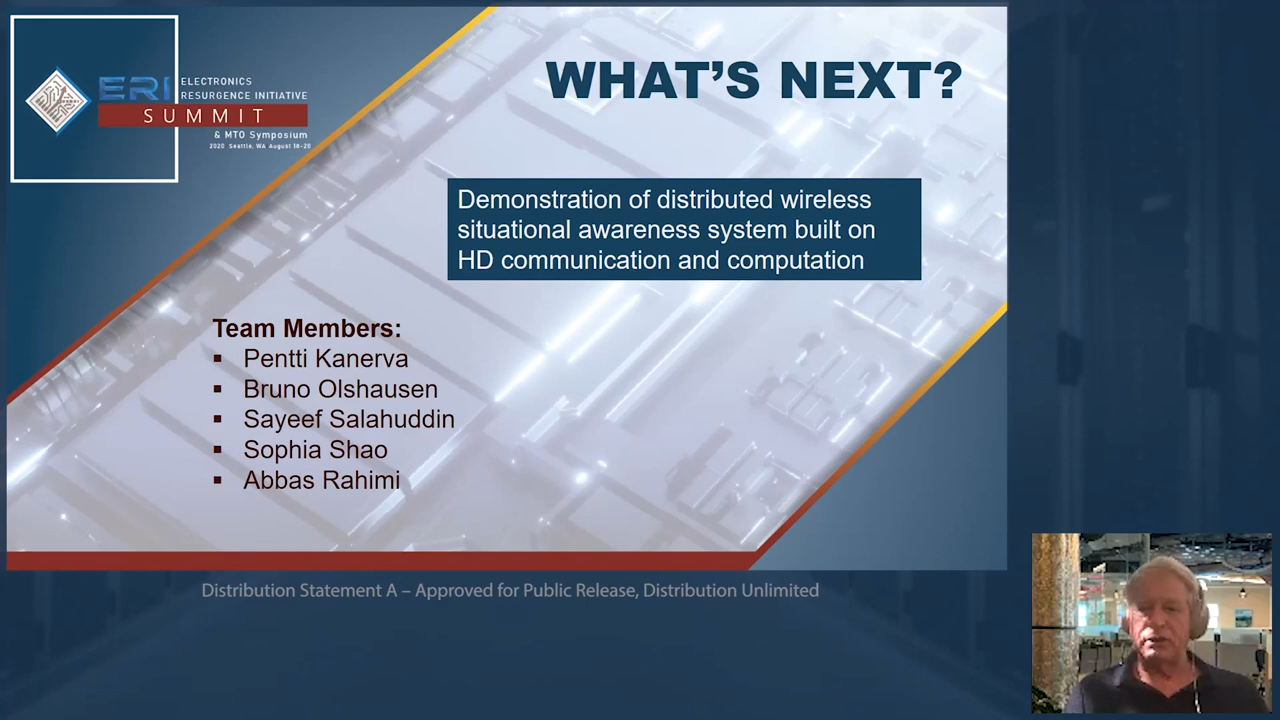 ERI ELECTRONICS
RESURGENCE INITIATIVE
SUMMIT
& MTO Symposium
2020 Seattle, WA August 18-20
WHAT'S NEXT?
Demonstration of distributed wireless
situational awareness system built on
HD communication and computation
Team Members:
▪ Pentti Kanerva
▪ Bruno Olshausen
▪ Sayeef Salahuddin
▪ Sophia Shao
▪ Abbas Rahimi
Distribution Statement A – Approved for Public Release, Distribution Unlimited